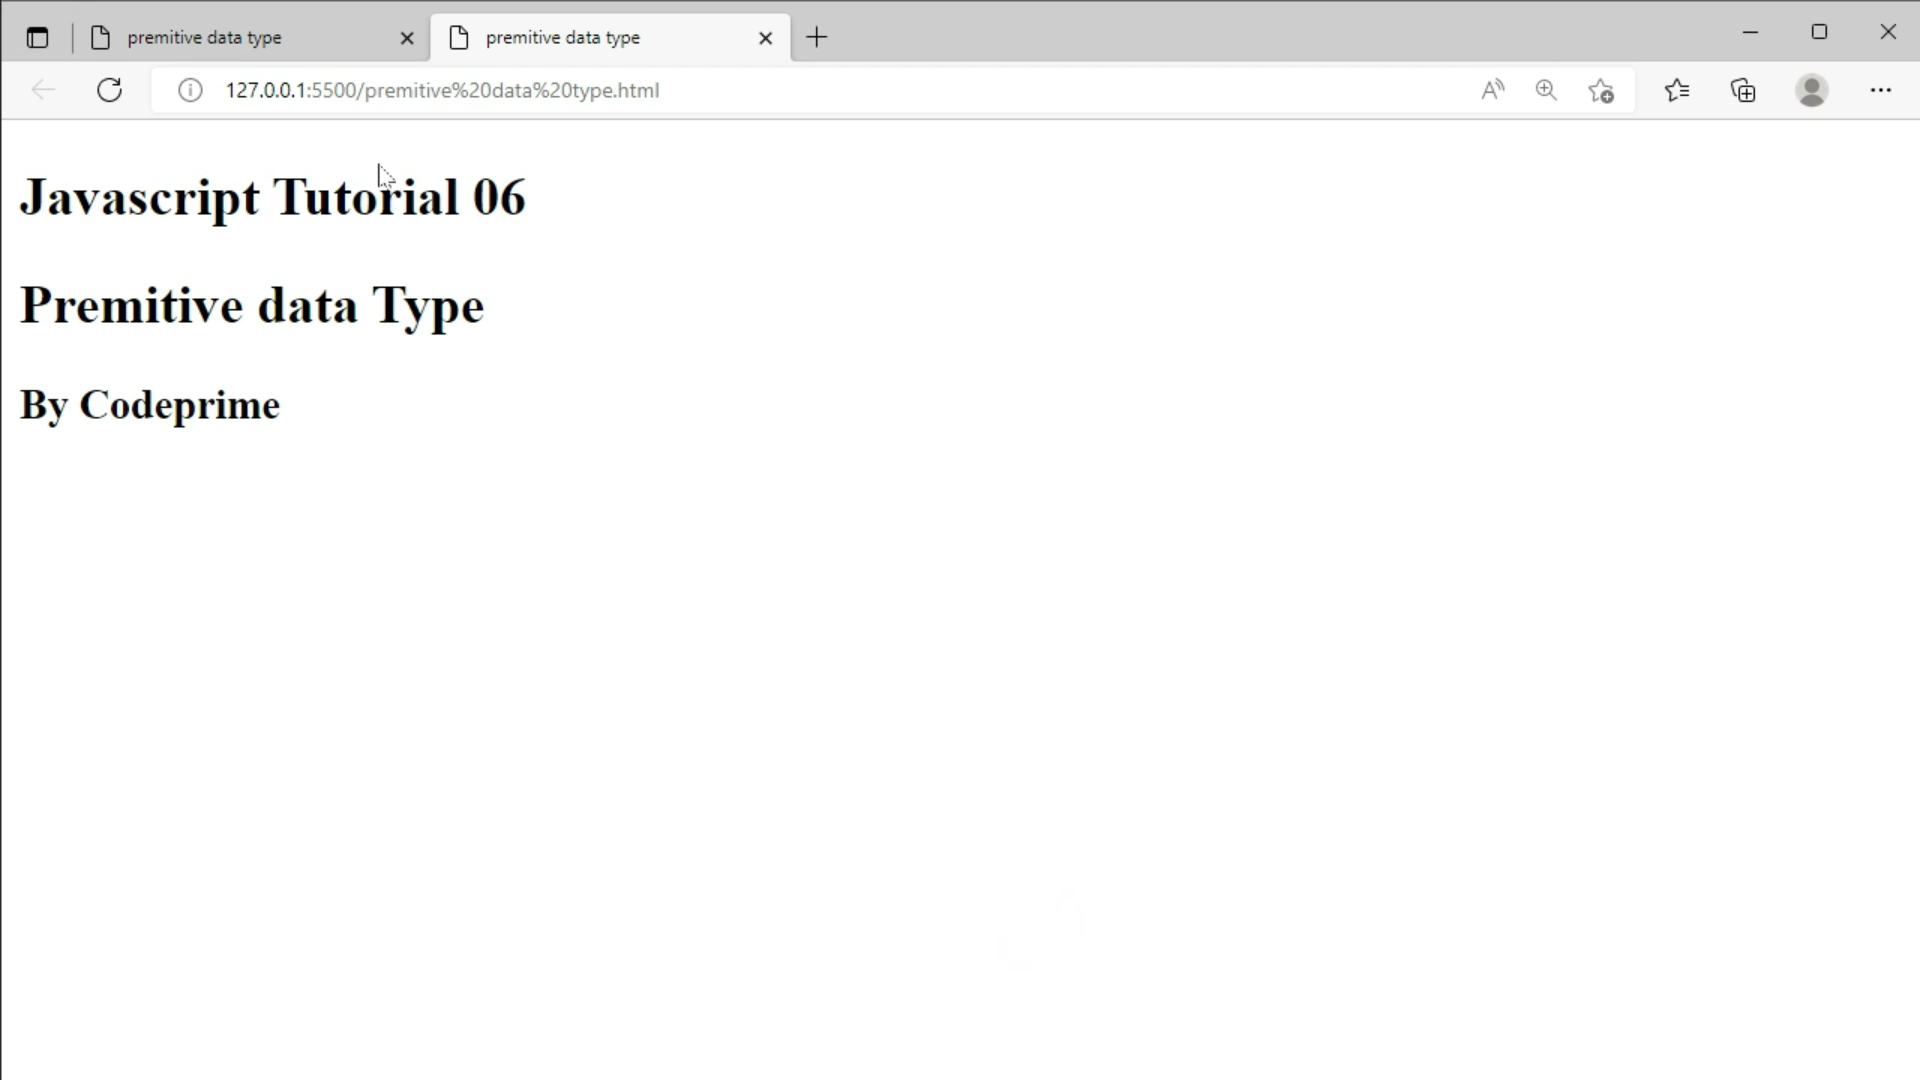 premitive data type
premitive data type
127.0.0.1:5500/premitive%20data%20type.html
Javascript Tutorial 06
Premitive data Type
By Codeprime